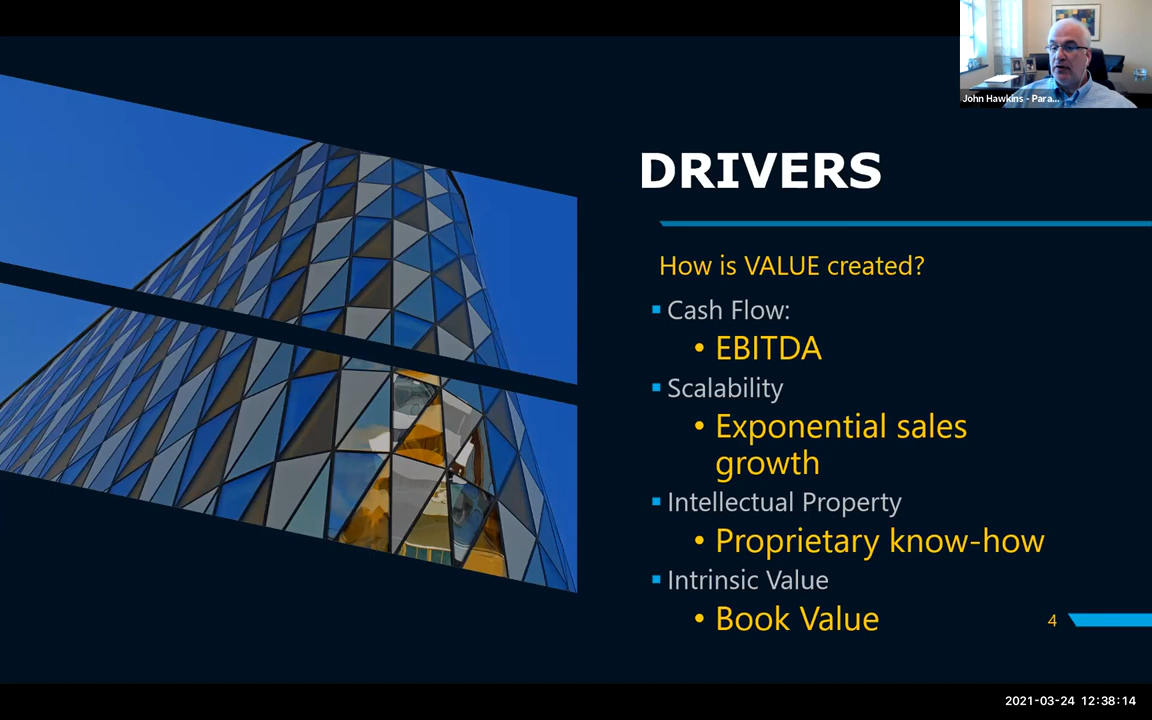 John Hawkins - Para...
DRIVERS
How is VALUE created?
Cash Flow:
• EBITDA
Scalability
• Exponential sales
growth
Intellectual Property
• Proprietary know-how
Intrinsic Value
• Book Value
4
2021-03-24 12:38:14